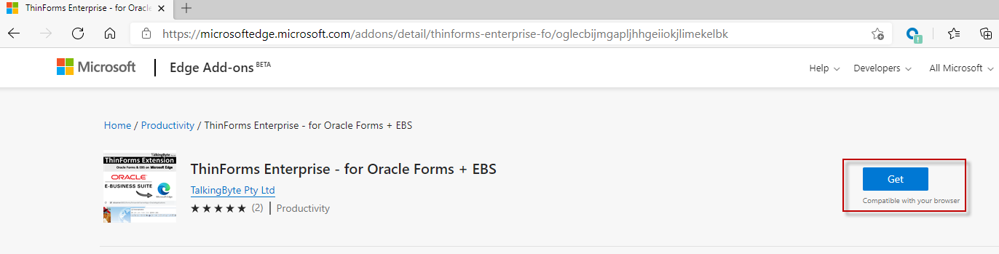 ThinForms Enterprise - for Oracle
https://microsoftedge.microsoft.com/addons/detail/thinforms-enterprise-fo/oglecbijmgapljhhgeiiokjlimekelbk
Microsoft | Edge Add-ons BETA
Help Developers All Microsoft
Home / Productivity / ThinForms Enterprise - for Oracle Forms + EBS
TalkingByte
ThinForms Extension
Oracle Forms & EBS on Microsoft Edge
ORACLE
E-BUSINESS SUITE
Microsoft Edge
ThinForms Enterprise - for Oracle Forms + EBS
TalkingByte Pty Ltd
★★★★★ (2) | Productivity
Get
Compatible with your browser